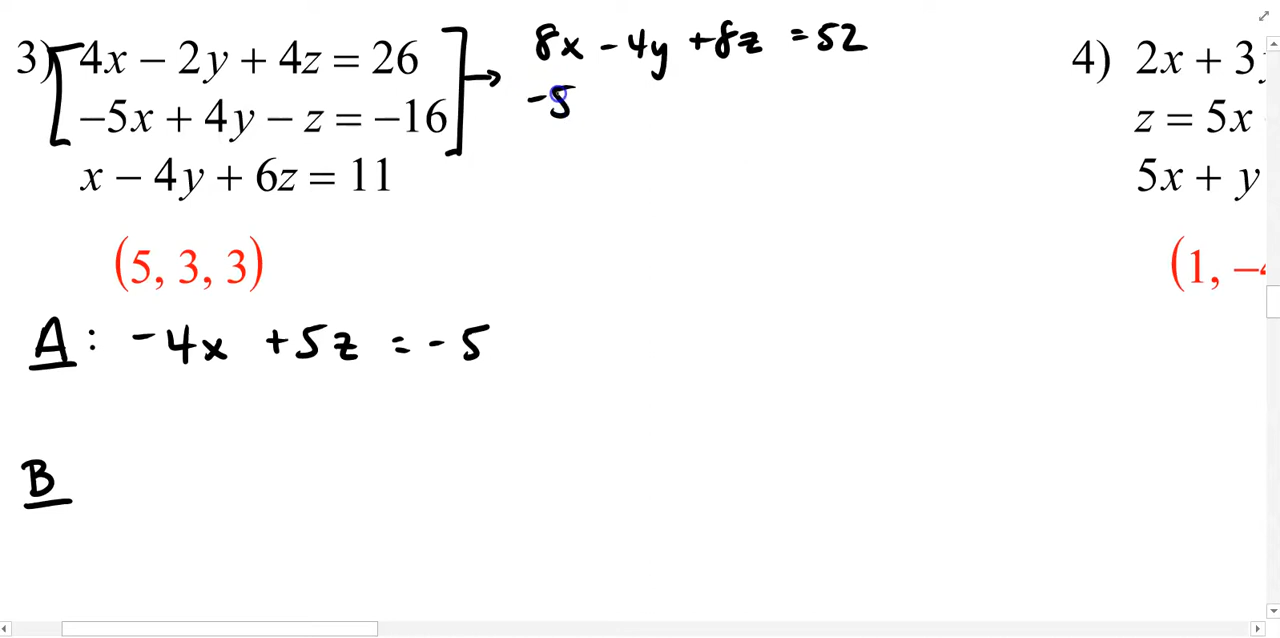 3) 4x − 2y + 4z = 26
−5x + 4y − z = −16
x − 4y + 6z = 11
(5, 3, 3)
8x − 4y + 8z = 52
−5
A: −4x + 5z = −5
B
4) 2x + 3
z = 5x
5x + y
(1, −